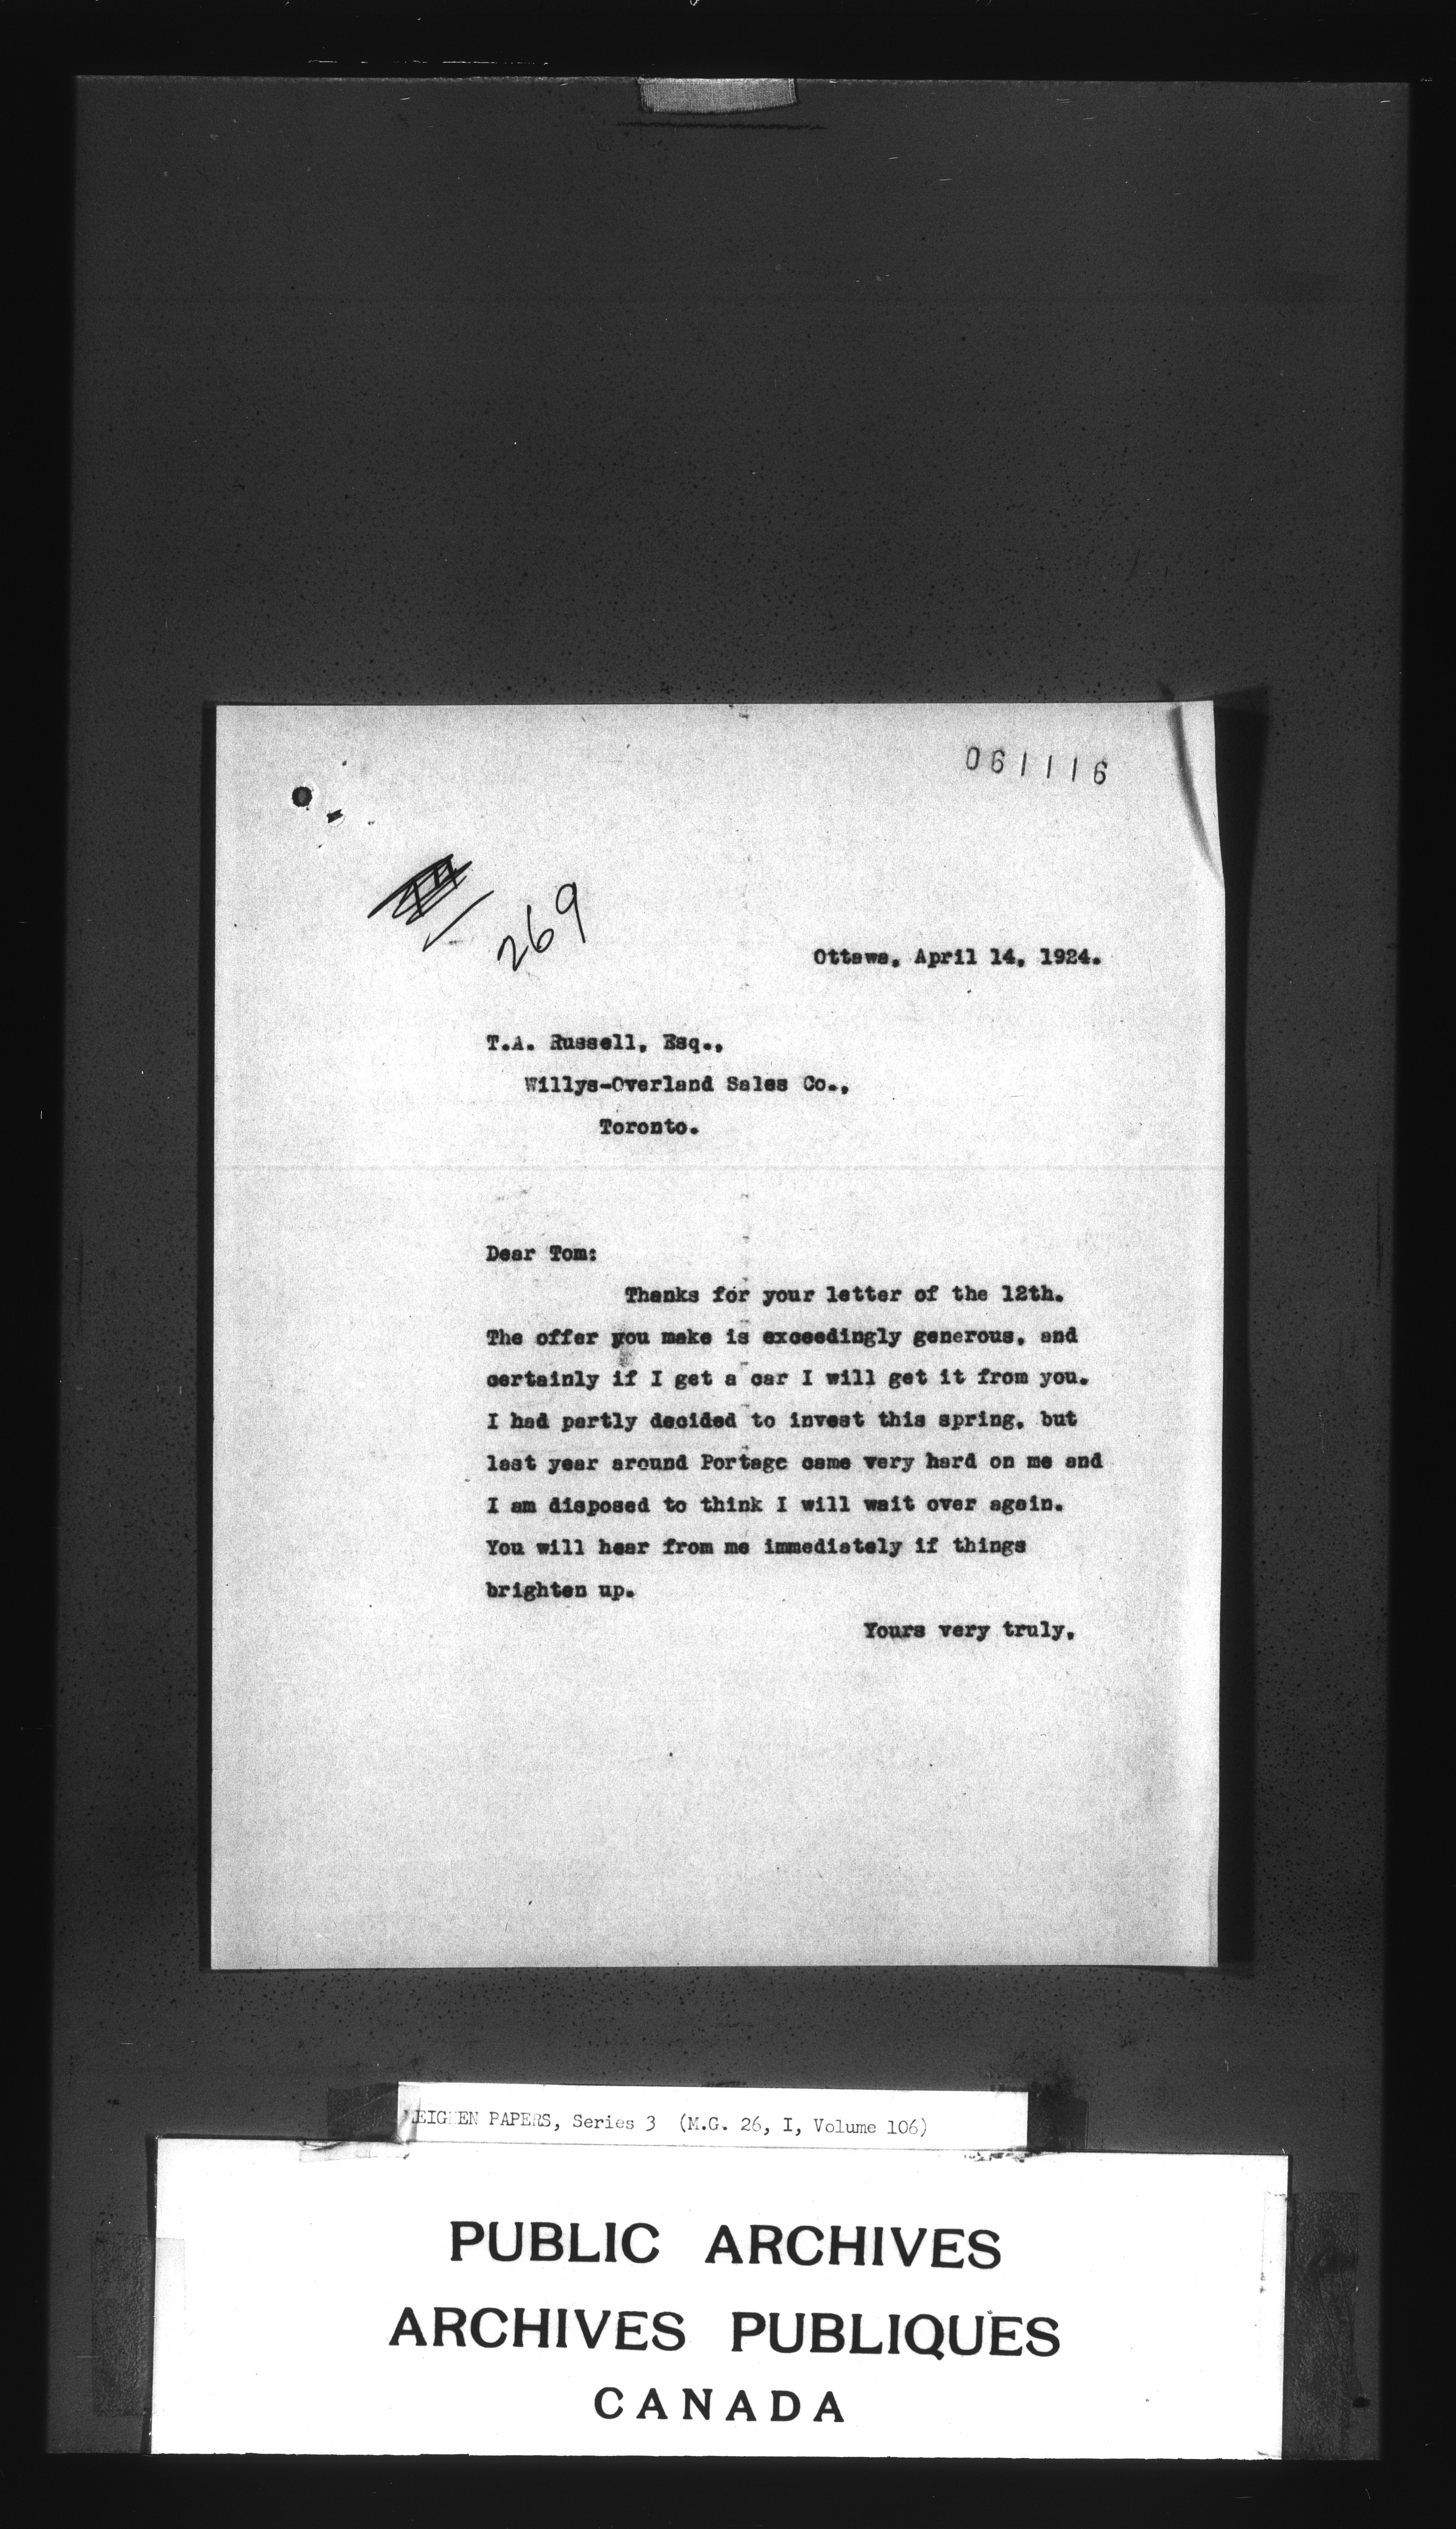 061116
269
Ottawa, April 14, 1924.
T.A. Russell, Esq.,
Willys-Overland Sales Co.,
Toronto.
Dear Tom:
Thanks for your letter of the 12th.
The offer you make is exceedingly generous, and
certainly if I get a car I will get it from you.
I had partly decided to invest this spring, but
last year around Portage came very hard on me and
I am disposed to think I will wait over again.
You will hear from me immediately if things
brighten up.
Yours very truly,
MEIGHEN PAPERS, Series 3 (M.G. 26, I, Volume 106)
PUBLIC ARCHIVES
ARCHIVES PUBLIQUES
CANADA